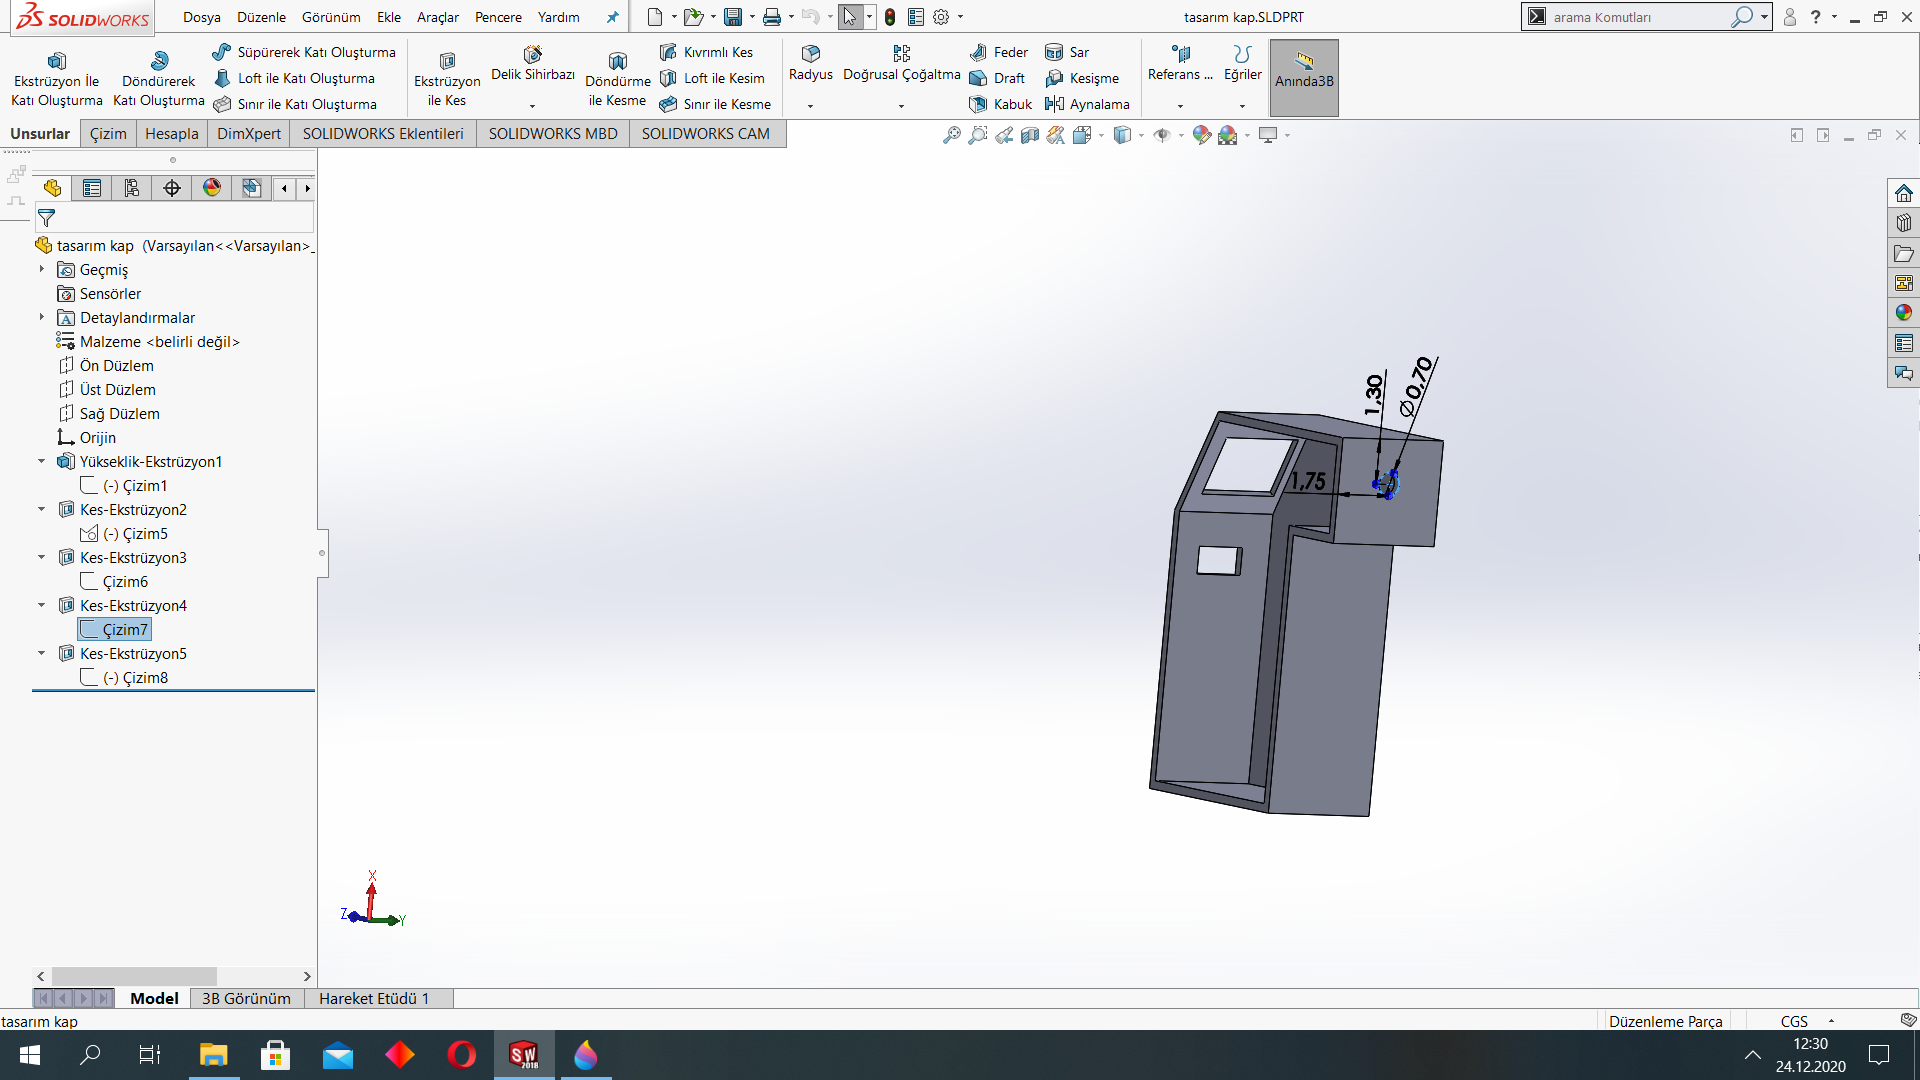 SOLIDWORKS
Dosya Düzenle Görünüm Ekle Araçlar Pencere Yardım
tasarım kap.SLDPRT
arama Komutları
?
Ekstrüzyon İle Katı Oluşturma
Döndürerek Katı Oluşturma
Süpürerek Katı Oluşturma
Loft ile Katı Oluşturma
Sınır ile Katı Oluşturma
Ekstrüzyon ile Kes
Delik Sihirbazı
Döndürme ile Kesme
Kıvrımlı Kes
Loft ile Kesim
Sınır ile Kesme
Radyus
Doğrusal Çoğaltma
Feder
Draft
Kabuk
Sar
Kesişme
Aynalama
Referans ...
Eğriler
Anında3B
Unsurlar Çizim Hesapla DimXpert SOLIDWORKS Eklentileri SOLIDWORKS MBD SOLIDWORKS CAM
tasarım kap (Varsayılan<<Varsayılan>_
Geçmiş
Sensörler
Detaylandırmalar
Malzeme <belirli değil>
Ön Düzlem
Üst Düzlem
Sağ Düzlem
Orijin
Yükseklik-Ekstrüzyon1
(-) Çizim1
Kes-Ekstrüzyon2
(-) Çizim5
Kes-Ekstrüzyon3
Çizim6
Kes-Ekstrüzyon4
Çizim7
Kes-Ekstrüzyon5
(-) Çizim8
1,30
Ø0,70
1,75
X
Z
Y
Model 3B Görünüm Hareket Etüdü 1
tasarım kap
Düzenleme Parça
CGS
SW 2018
12:30
24.12.2020